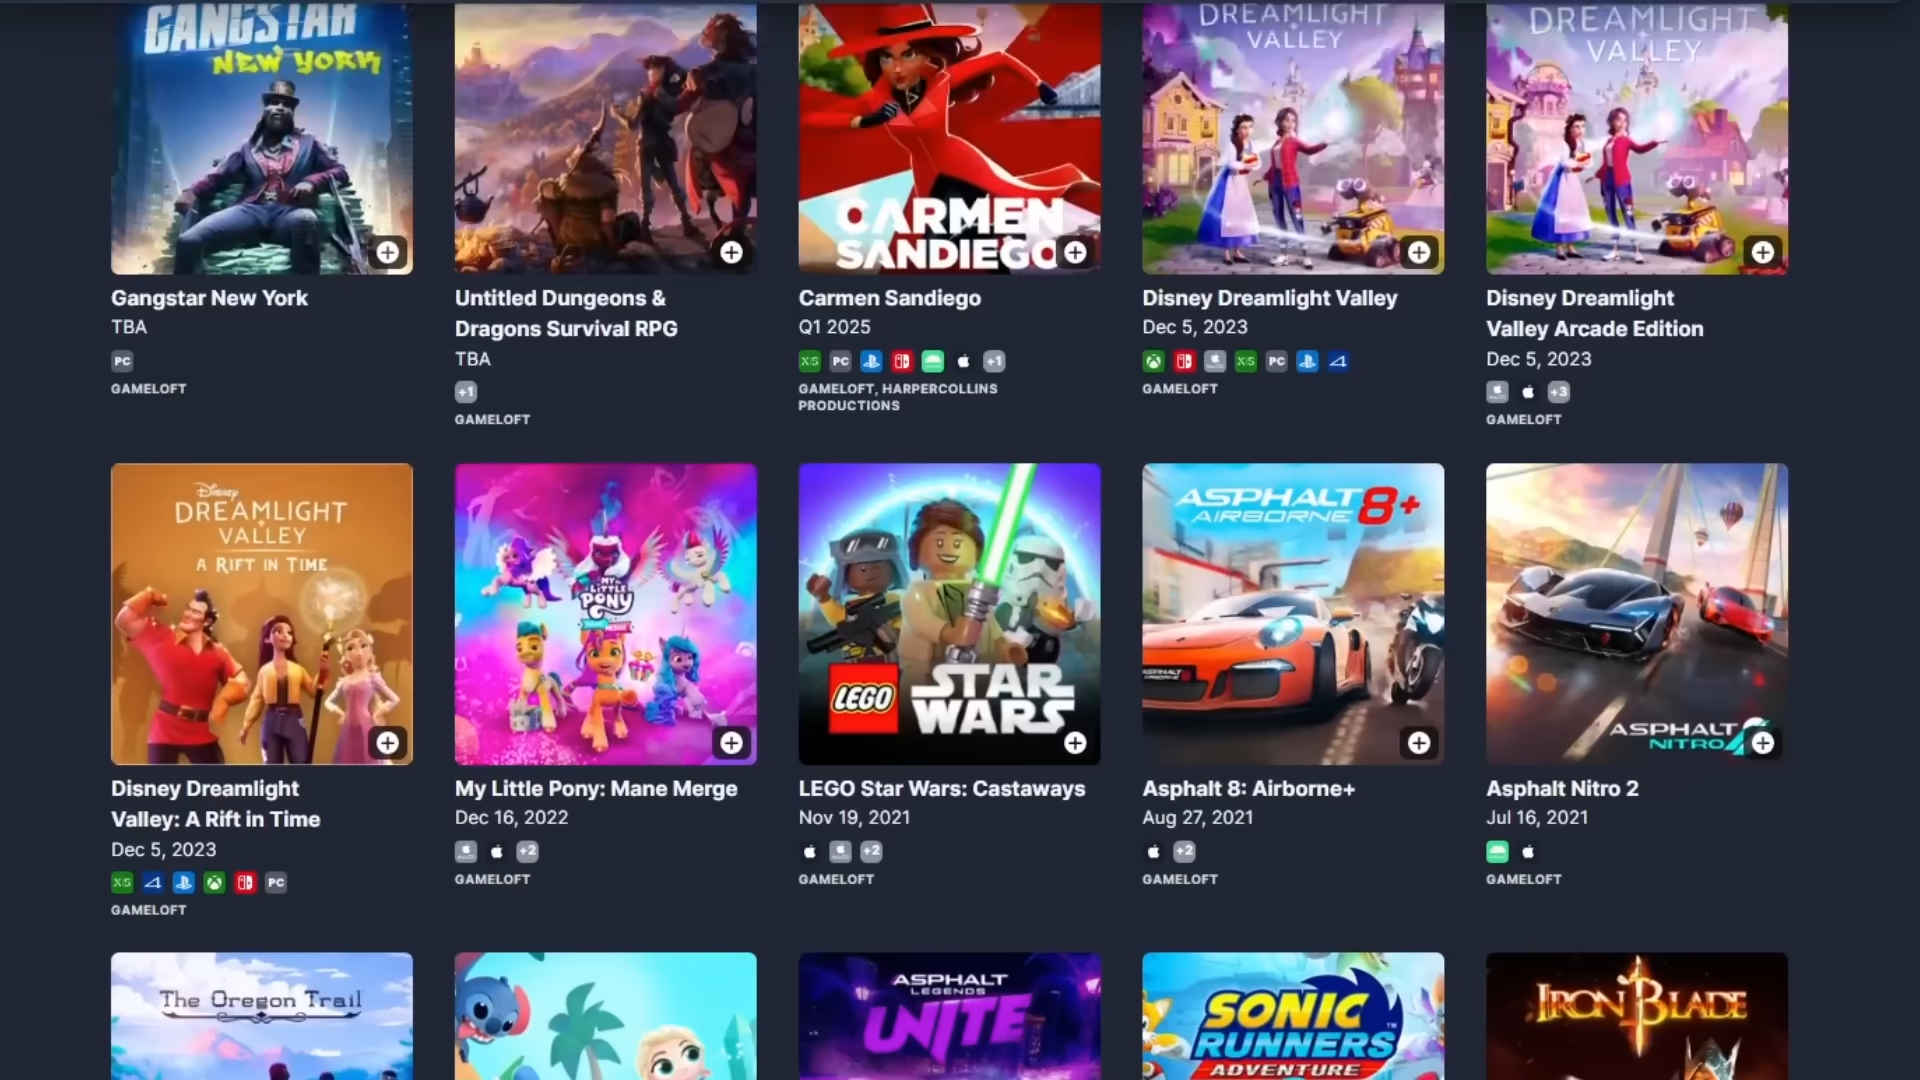 GANGSTAR
NEW YORK
CARMEN
SANDIEGO
DREAMLIGHT
VALLEY
DREAMLIGHT
VALLEY
Gangstar New York
TBA
PC
GAMELOFT
Untitled Dungeons &
Dragons Survival RPG
TBA
+1
GAMELOFT
Carmen Sandiego
Q1 2025
X|S PC +1
GAMELOFT, HARPERCOLLINS
PRODUCTIONS
Disney Dreamlight Valley
Dec 5, 2023
X|S PC
GAMELOFT
Disney Dreamlight
Valley Arcade Edition
Dec 5, 2023
+3
GAMELOFT
Disney
DREAMLIGHT
VALLEY
A RIFT IN TIME
MY
LITTLE
PONY
MERGE
LEGO
STAR
WARS
ASPHALT
AIRBORNE 8+
ASPHALT
NITRO 2
Disney Dreamlight
Valley: A Rift in Time
Dec 5, 2023
X|S PC
GAMELOFT
My Little Pony: Mane Merge
Dec 16, 2022
+2
GAMELOFT
LEGO Star Wars: Castaways
Nov 19, 2021
+2
GAMELOFT
Asphalt 8: Airborne+
Aug 27, 2021
+2
GAMELOFT
Asphalt Nitro 2
Jul 16, 2021
GAMELOFT
The Oregon Trail
ASPHALT
LEGENDS
UNITE
SONIC
RUNNERS
ADVENTURE
IRON BLADE